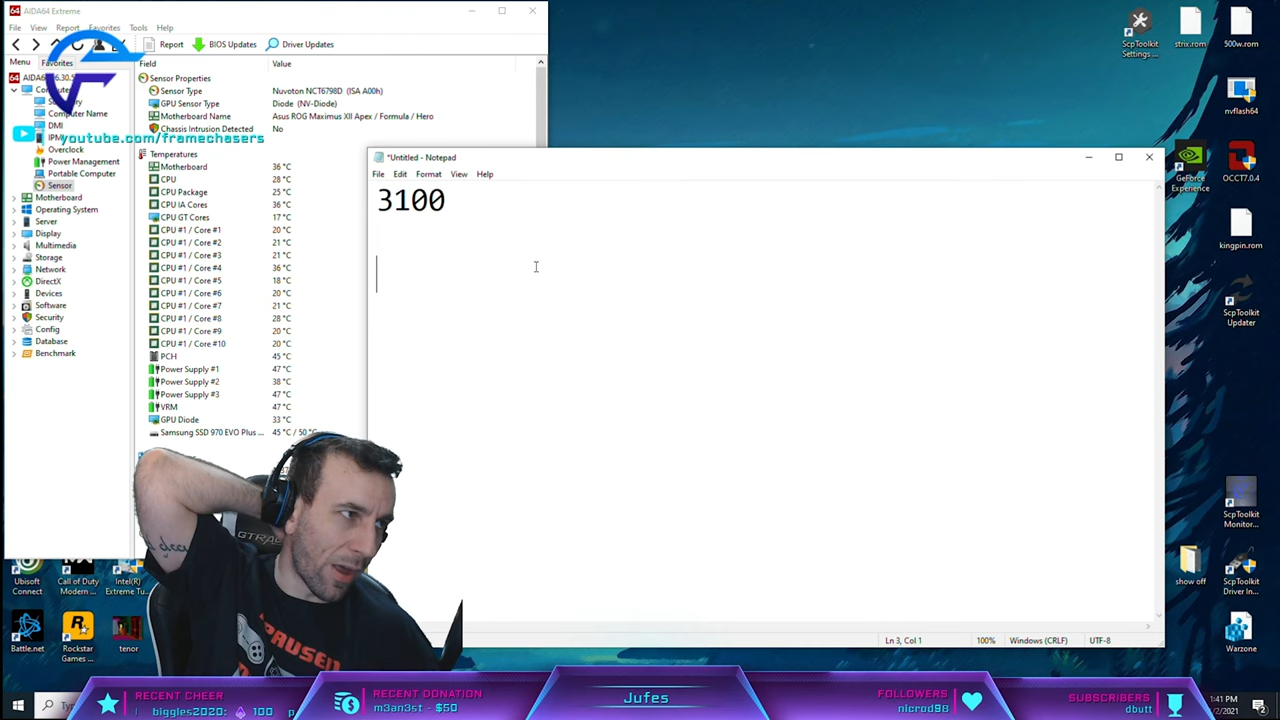 AIDA64 Extreme
File View Report Favorites Tools Help
Report BIOS Updates Driver Updates
Menu Favorites
Field Value
Computer Name
DMI
Overclock
Power Management
Portable Computer
Sensor
Motherboard
Operating System
Server
Display
Multimedia
Storage
Network
DirectX
Devices
Software
Security
Config
Database
Benchmark
youtube.com/framechasers
Sensor Properties
Sensor Type Nuvoton NCT6798D (ISA A00h)
GPU Sensor Type Diode (NV-Diode)
Motherboard Name Asus ROG Maximus XII Apex / Formula / Hero
Chassis Intrusion Detected No
Temperatures
Motherboard 36 °C
CPU 28 °C
CPU Package 25 °C
CPU IA Cores 36 °C
CPU GT Cores 17 °C
CPU #1 / Core #1 20 °C
CPU #1 / Core #2 21 °C
CPU #1 / Core #3 21 °C
CPU #1 / Core #4 36 °C
CPU #1 / Core #5 18 °C
CPU #1 / Core #6 20 °C
CPU #1 / Core #7 21 °C
CPU #1 / Core #8 28 °C
CPU #1 / Core #9 20 °C
CPU #1 / Core #10 20 °C
PCH 45 °C
Power Supply #1 47 °C
Power Supply #2 38 °C
Power Supply #3 47 °C
VRM 47 °C
GPU Diode 33 °C
Samsung SSD 970 EVO Plus ... 45 °C / 50 °C
*Untitled - Notepad
File Edit Format View Help
3100
Ln 3, Col 1 100% Windows (CRLF) UTF-8
ScpToolkit Settings ...
strix.rom
500w.rom
nvflash64
GeForce Experience
OCCT7.0.4
kingpin.rom
ScpToolkit Updater
ScpToolkit Monitor...
show off
ScpToolkit Driver In...
Warzone
Ubisoft Connect
Call of Duty Modern ...
Intel(R) Extreme Tu...
Battle.net
Rockstar Games ...
tenor
GTRAC
PAUSED
RECENT CHEER
biggles2020: 100
RECENT DONATION
m3an3st - $50
Jufes
FOLLOWERS
nicrod98
SUBSCRIBERS
dbutt
1:41 PM